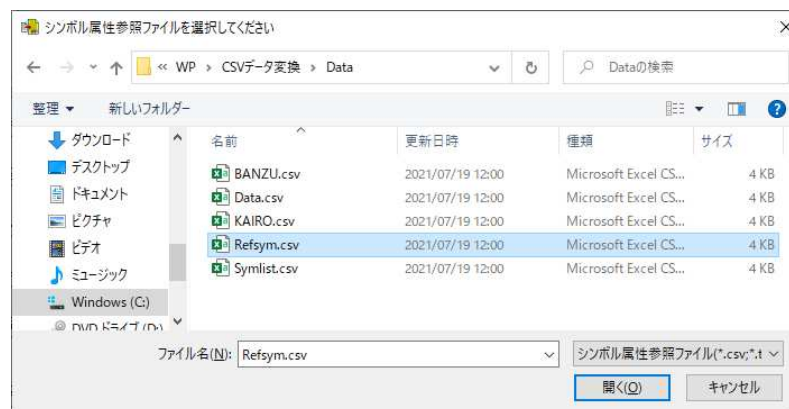 シンボル属性参照ファイルを選択してください
« WP › CSVデータ変換 › Data
Dataの検索
整理 新しいフォルダー
名前 更新日時 種類 サイズ
ダウンロード
デスクトップ
ドキュメント
ピクチャ
ビデオ
ミュージック
Windows (C:)
DVD ドライブ (D:)
BANZU.csv 2021/07/19 12:00 Microsoft Excel CS... 4 KB
Data.csv 2021/07/19 12:00 Microsoft Excel CS... 4 KB
KAIRO.csv 2021/07/19 12:00 Microsoft Excel CS... 4 KB
Refsym.csv 2021/07/19 12:00 Microsoft Excel CS... 4 KB
Symlist.csv 2021/07/19 12:00 Microsoft Excel CS... 4 KB
ファイル名(N): Refsym.csv シンボル属性参照ファイル(*.csv;*.t
開く(O) キャンセル